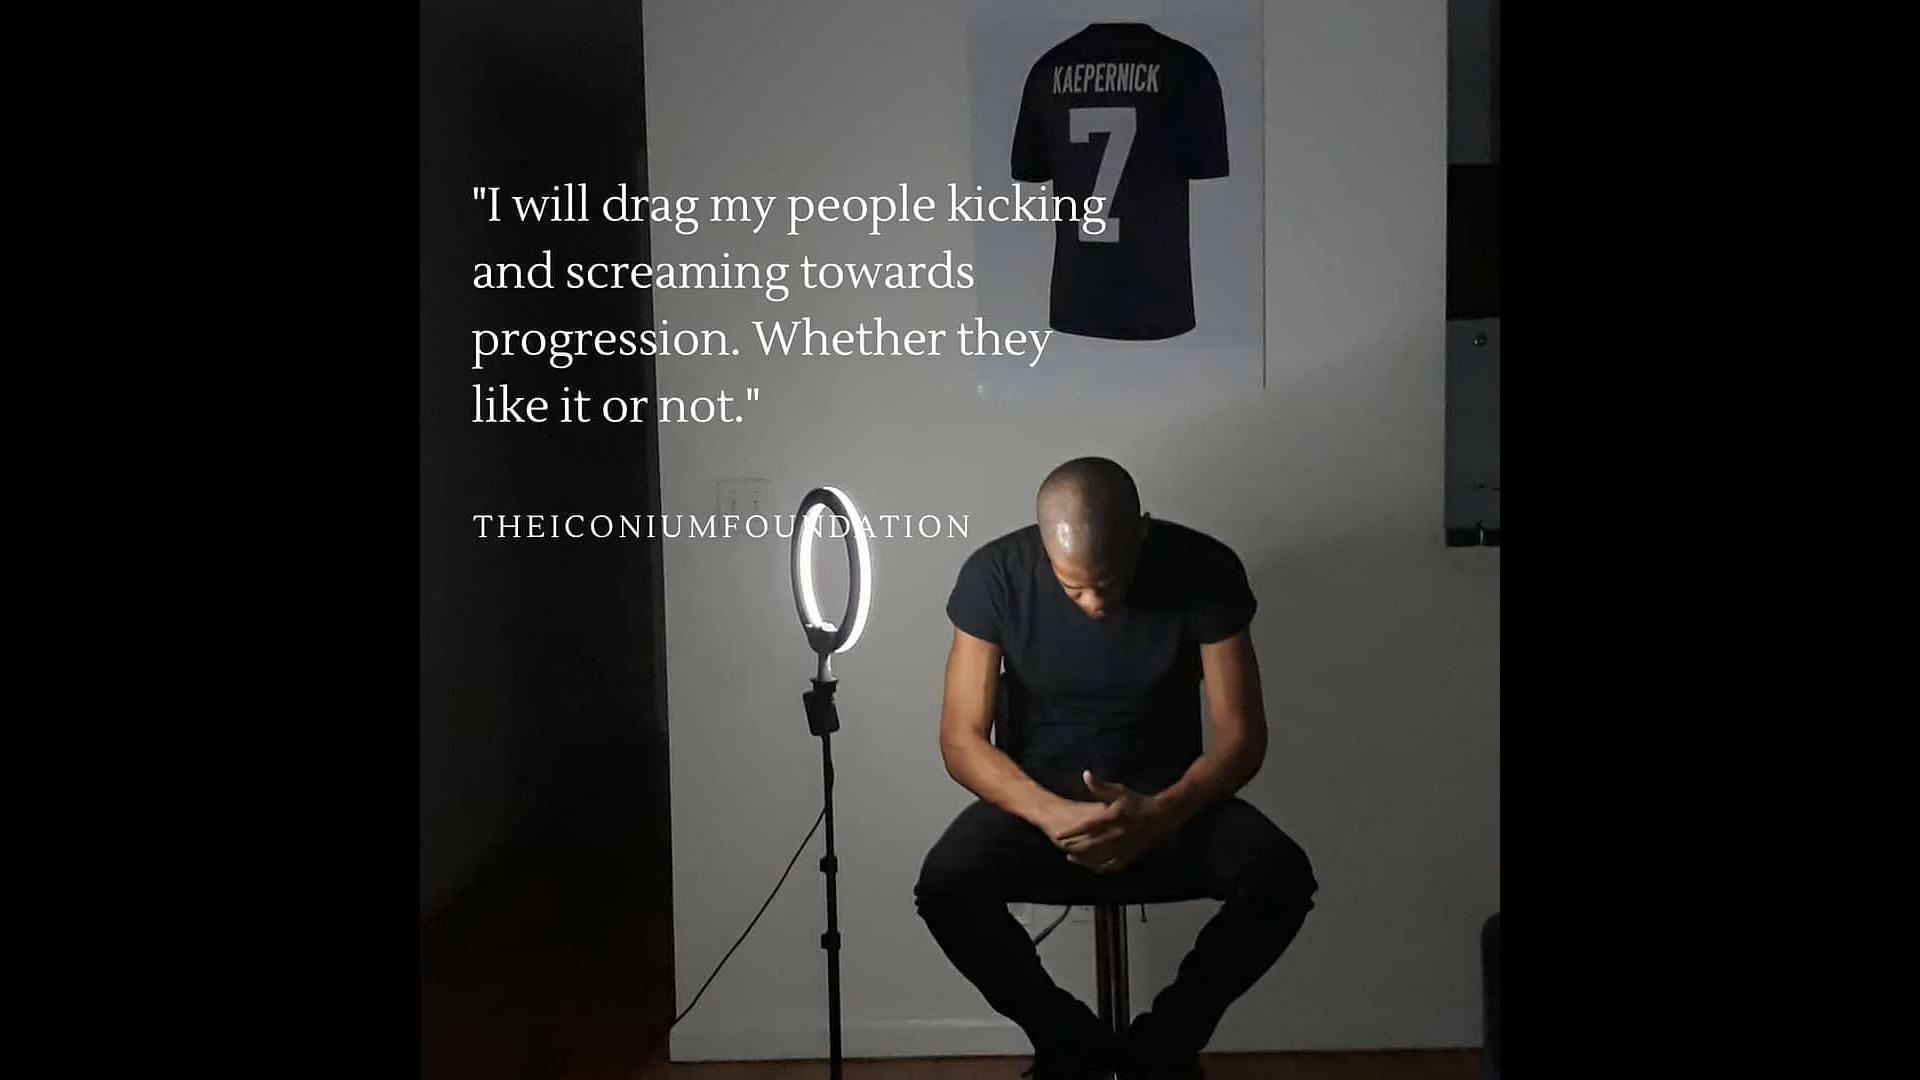 KAEPERNICK
7
"I will drag my people kicking
and screaming towards
progression. Whether they
like it or not."
THEICONIUMFOUNDATION